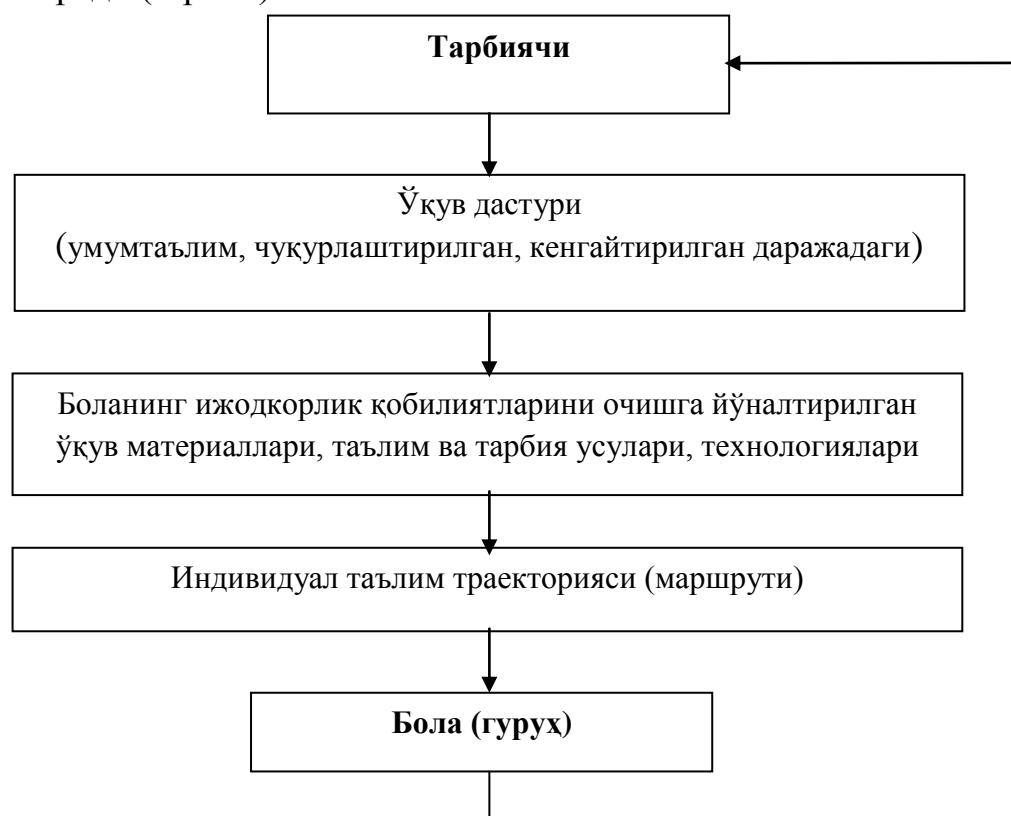 Тарбиячи
Ўқув дастури
(умумтаълим, чуқурлаштирилган, кенгайтирилган даражадаги)
Боланинг ижодкорлик қобилиятларини очишга йўналтирилган
ўқув материаллари, таълим ва тарбия усулари, технологиялари
Индивидуал таълим траекторияси (маршрути)
Бола (гуруҳ)